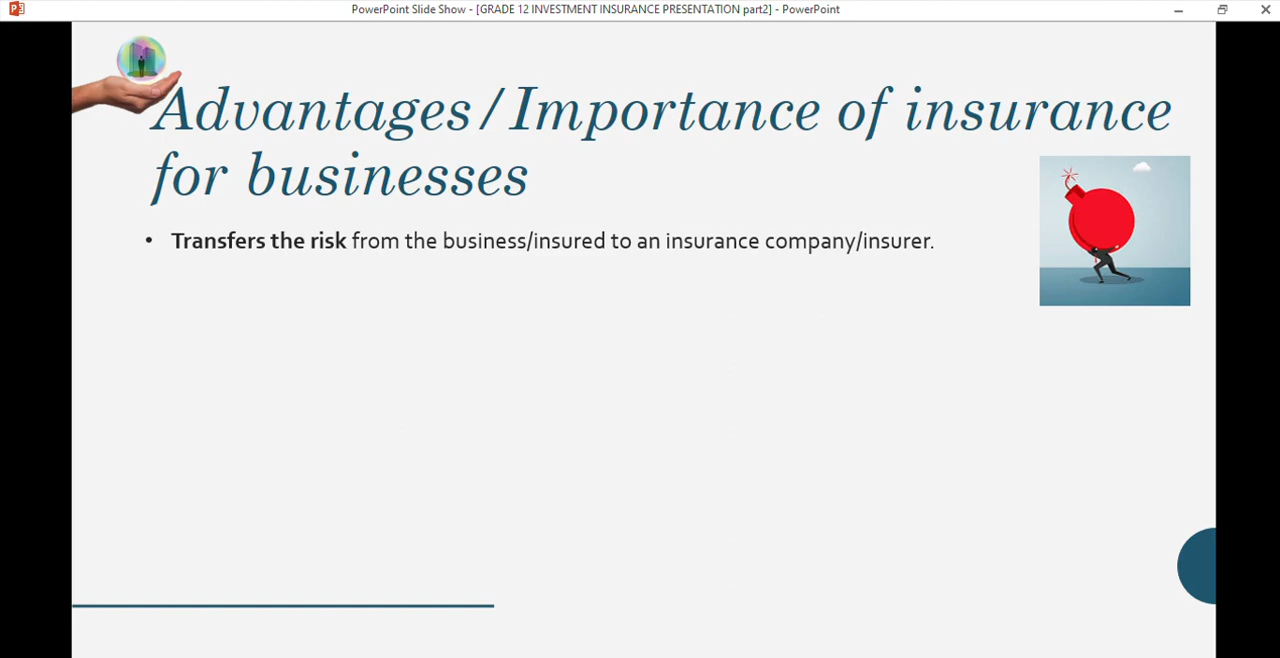 PowerPoint Slide Show - [GRADE 12 INVESTMENT INSURANCE PRESENTATION part2] - PowerPoint
Advantages/Importance of insurance
for businesses
• Transfers the risk from the business/insured to an insurance company/insurer.